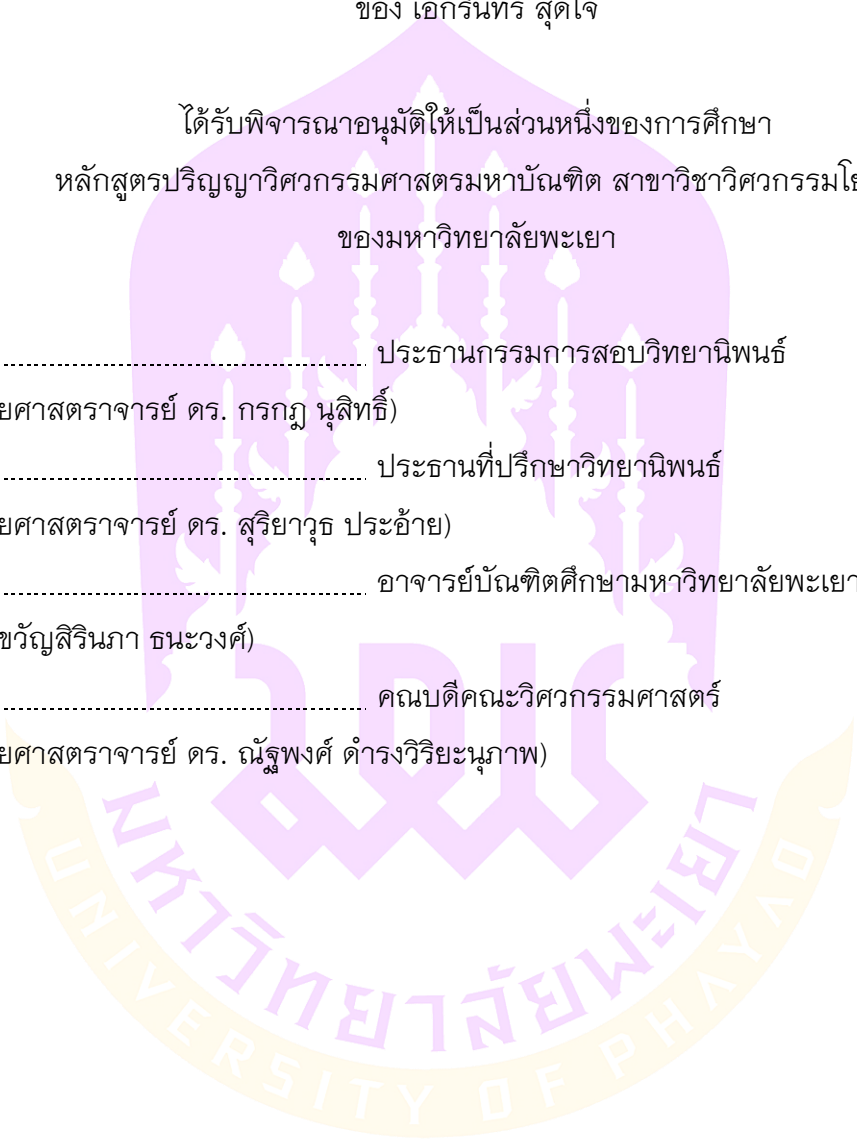 ของ เอกรินทร์ สุดใจ
ได้รับพิจารณาอนุมัติให้เป็นส่วนหนึ่งของการศึกษา
หลักสูตรปริญญาวิศวกรรมศาสตรมหาบัณฑิต สาขาวิชาวิศวกรรมโย
ของมหาวิทยาลัยพะเยา
ประธานกรรมการสอบวิทยานิพนธ์
ยศาสตราจารย์ ดร. กรกฎ นุสิทธิ์)
ประธานที่ปรึกษาวิทยานิพนธ์
ยศาสตราจารย์ ดร. สุริยาวุธ ประอ้าย)
อาจารย์บัณฑิตศึกษามหาวิทยาลัยพะเยา
ขวัญสิรินภา ธนะวงศ์)
คณบดีคณะวิศวกรรมศาสตร์
ยศาสตราจารย์ ดร. ณัฐพงศ์ ดำรงวิริยะนุภาพ)
มหาวิทยาลัยพะเยา
UNIVERSITY OF PHAYAO